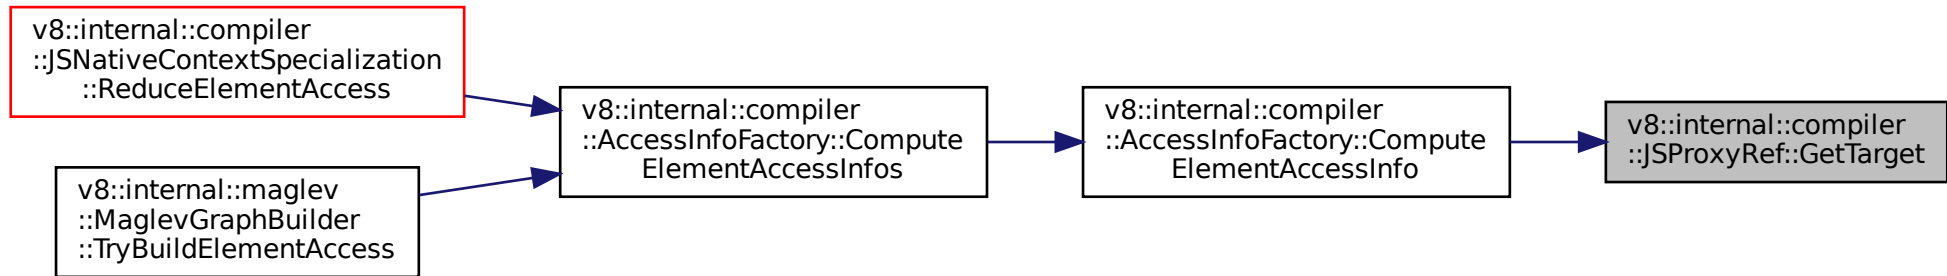 v8::internal::compiler
::JSNativeContextSpecialization
::ReduceElementAccess
v8::internal::maglev
::MaglevGraphBuilder
::TryBuildElementAccess
v8::internal::compiler
::AccessInfoFactory::Compute
ElementAccessInfos
v8::internal::compiler
::AccessInfoFactory::Compute
ElementAccessInfo
v8::internal::compiler
::JSProxyRef::GetTarget